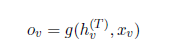 o_v = g(h_v^{(T)}, x_v)